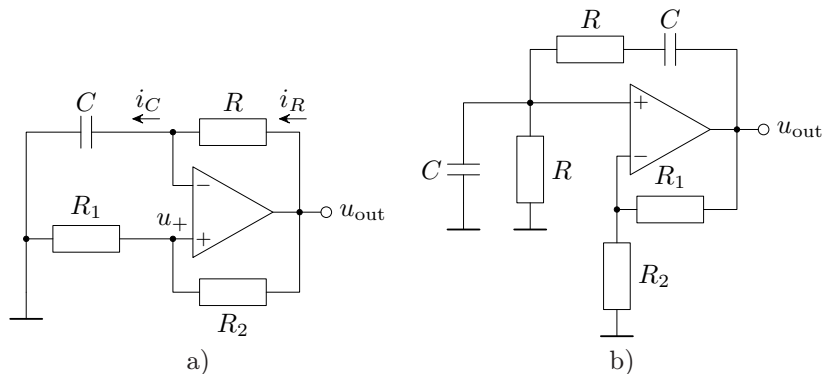 C
i_C
R
i_R
−
R_1
u_+
+
u_out
R_2
a)
R
C
+
C
R
−
u_out
R_1
R_2
b)